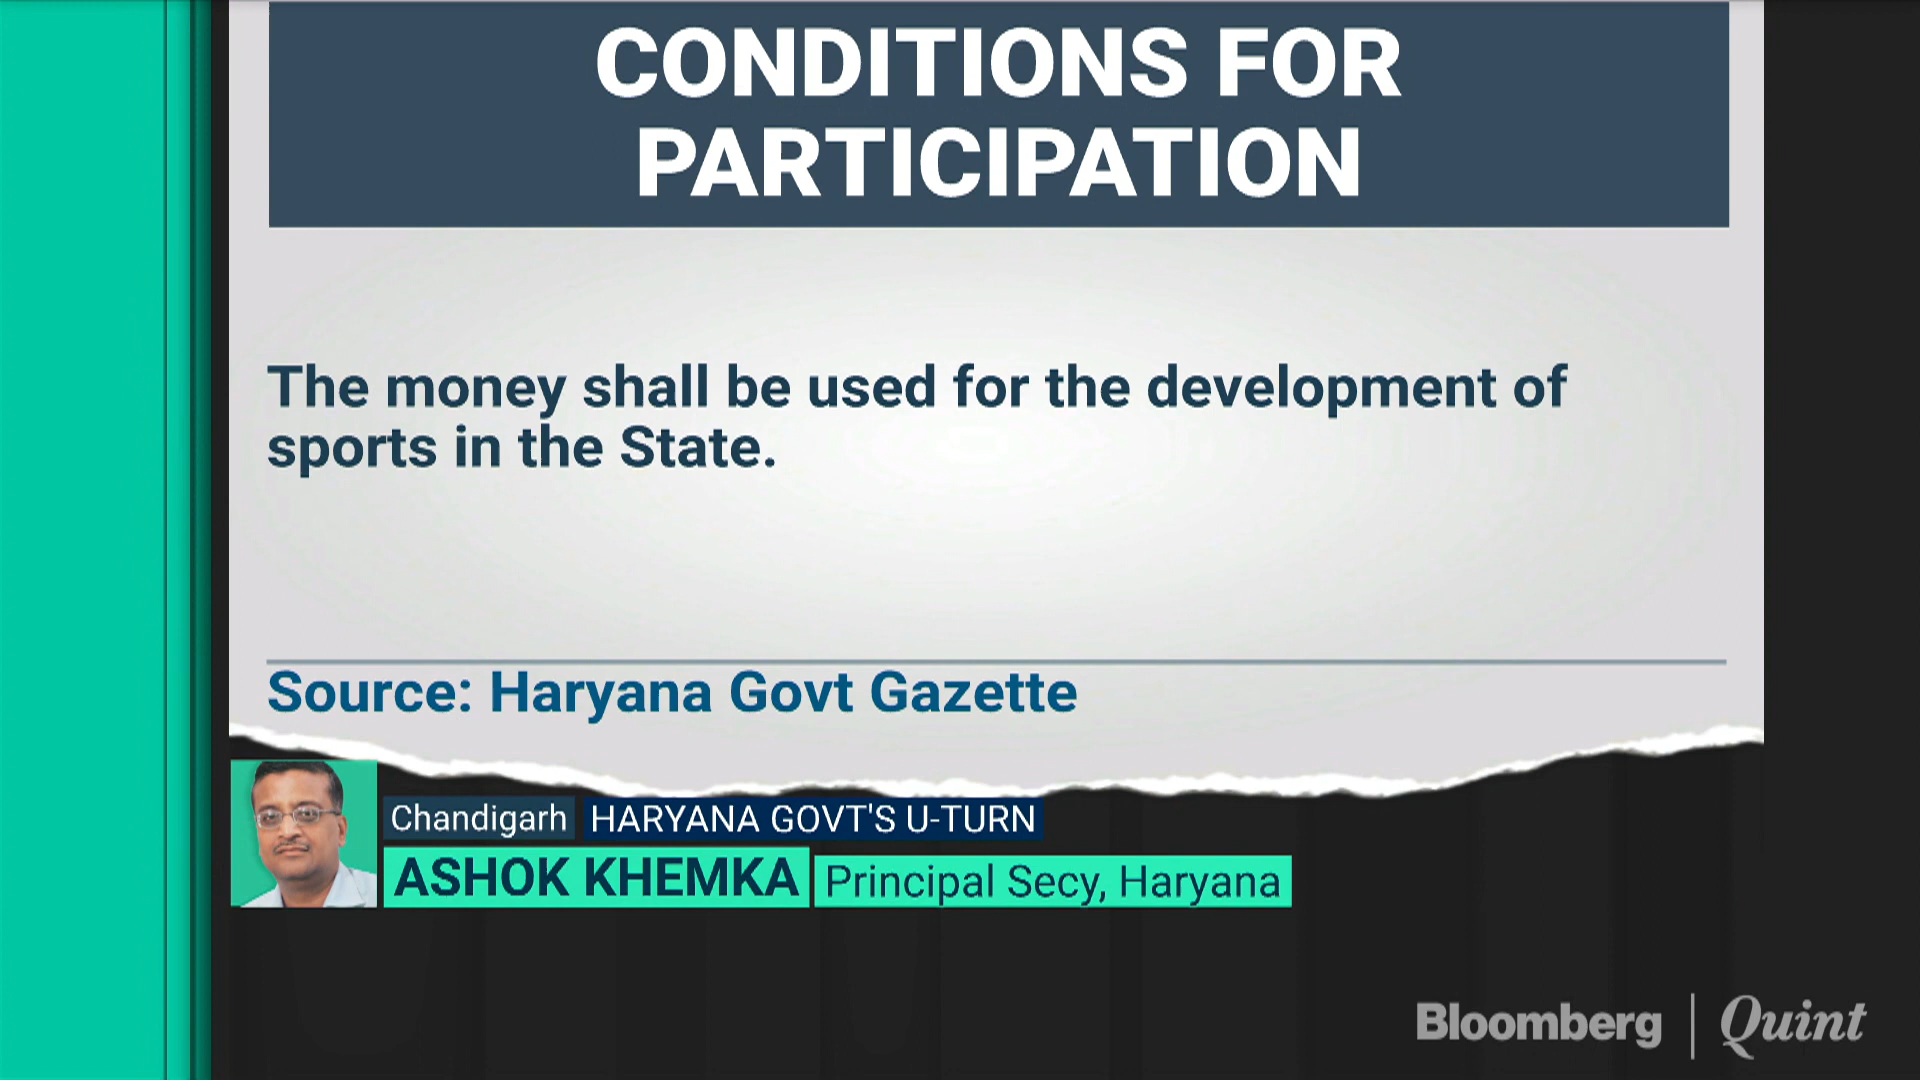 CONDITIONS FOR
PARTICIPATION
The money shall be used for the development of
sports in the State.
Source: Haryana Govt Gazette
Chandigarh HARYANA GOVT'S U-TURN
ASHOK KHEMKA Principal Secy, Haryana
Bloomberg | Quint